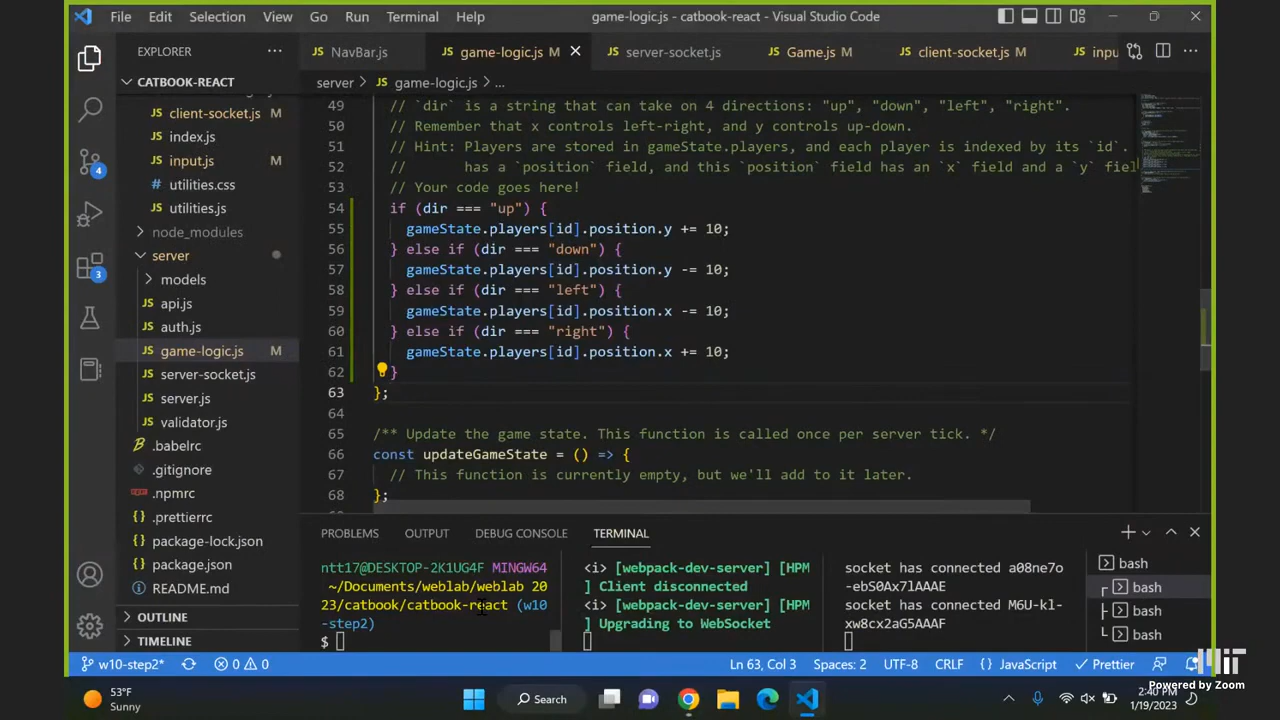 File Edit Selection View Go Run Terminal Help
game-logic.js - catbook-react - Visual Studio Code
EXPLORER
JS NavBar.js
JS game-logic.js M
JS server-socket.js
JS Game.js M
JS client-socket.js M
JS inpu
CATBOOK-REACT
server > JS game-logic.js > ...
JS client-socket.js M
JS index.js
JS input.js M
utilities.css
JS utilities.js
node_modules
server
models
JS api.js
JS auth.js
JS game-logic.js M
JS server-socket.js
JS server.js
JS validator.js
.babelrc
.gitignore
.npmrc
.prettierrc
package-lock.json
package.json
README.md
OUTLINE
TIMELINE
4
3
49 // `dir` is a string that can take on 4 directions: "up", "down", "left", "right".
50 // Remember that x controls left-right, and y controls up-down.
51 // Hint: Players are stored in gameState.players, and each player is indexed by its `id`.
52 // has a `position` field, and this `position` field has an `x` field and a `y` fiel
53 // Your code goes here!
54 if (dir === "up") {
55 gameState.players[id].position.y += 10;
56 } else if (dir === "down") {
57 gameState.players[id].position.y -= 10;
58 } else if (dir === "left") {
59 gameState.players[id].position.x -= 10;
60 } else if (dir === "right") {
61 gameState.players[id].position.x += 10;
62 }
63 };
64
65 /** Update the game state. This function is called once per server tick. */
66 const updateGameState = () => {
67 // This function is currently empty, but we'll add to it later.
68 };
PROBLEMS OUTPUT DEBUG CONSOLE TERMINAL
ntt17@DESKTOP-2K1UG4F MINGW64
~/Documents/weblab/weblab 20
23/catbook/catbook-react (w10
-step2)
$
<i> [webpack-dev-server] [HPM
] Client disconnected
<i> [webpack-dev-server] [HPM
] Upgrading to WebSocket
socket has connected a08ne7o
-ebS0Ax7lAAAE
socket has connected M6U-kl-
xw8cx2aG5AAAF
bash
bash
bash
bash
w10-step2* 0 0
Ln 63, Col 3 Spaces: 2 UTF-8 CRLF {} JavaScript Prettier
53°F
Sunny
Search
2:40 PM
1/19/2023
MIT
Powered by Zoom